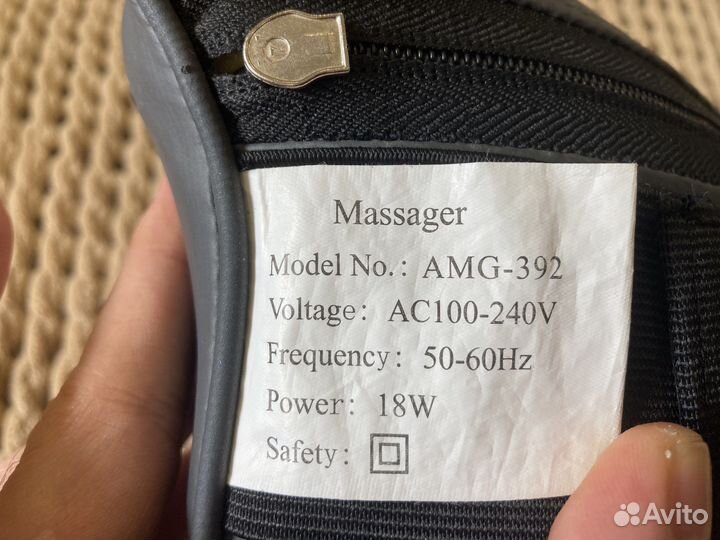 Massager
Model No.: AMG-392
Voltage: AC100-240V
Frequency: 50-60Hz
Power: 18W
Safety:
Avito